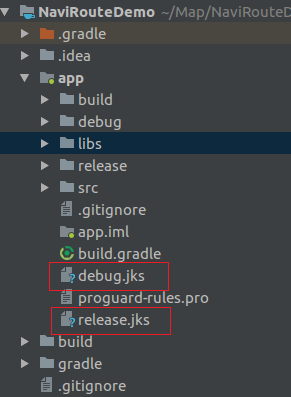 NaviRouteDemo ~/Map/NaviRouteD
.gradle
.idea
app
build
debug
libs
release
src
.gitignore
app.iml
build.gradle
debug.jks
proguard-rules.pro
release.jks
build
gradle
.gitignore